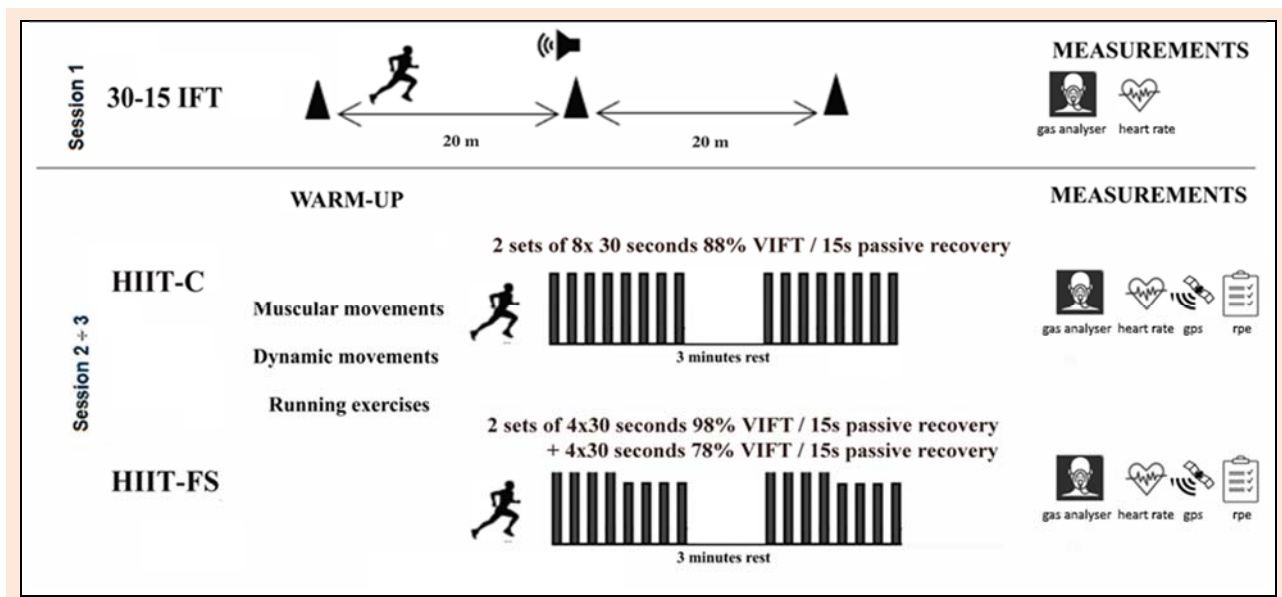 Session 1
30-15 IFT
20 m
20 m
MEASUREMENTS
gas analyser heart rate
Session 2 ÷ 3
WARM-UP
Muscular movements
Dynamic movements
Running exercises
MEASUREMENTS
HIIT-C
2 sets of 8x 30 seconds 88% VIFT / 15s passive recovery
3 minutes rest
gas analyser heart rate gps rpe
HIIT-FS
2 sets of 4x30 seconds 98% VIFT / 15s passive recovery
+ 4x30 seconds 78% VIFT / 15s passive recovery
3 minutes rest
gas analyser heart rate gps rpe